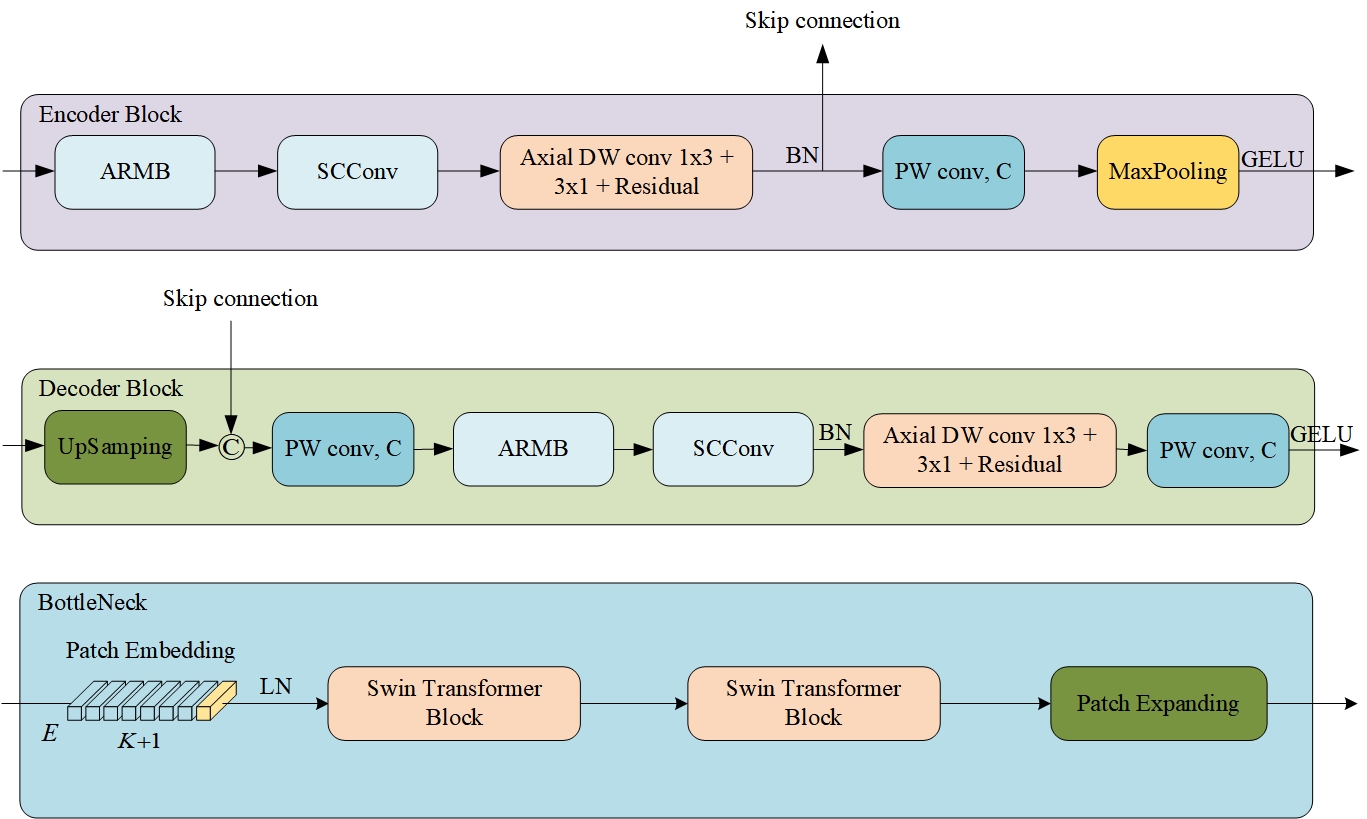 Skip connection
Encoder Block
ARMB
SCConv
Axial DW conv 1x3 +
3x1 + Residual
BN
PW conv, C
MaxPooling
GELU
Skip connection
Decoder Block
UpSamping
C
PW conv, C
ARMB
SCConv
BN
Axial DW conv 1x3 +
3x1 + Residual
PW conv, C
GELU
BottleNeck
Patch Embedding
E
K+1
LN
Swin Transformer
Block
Swin Transformer
Block
Patch Expanding